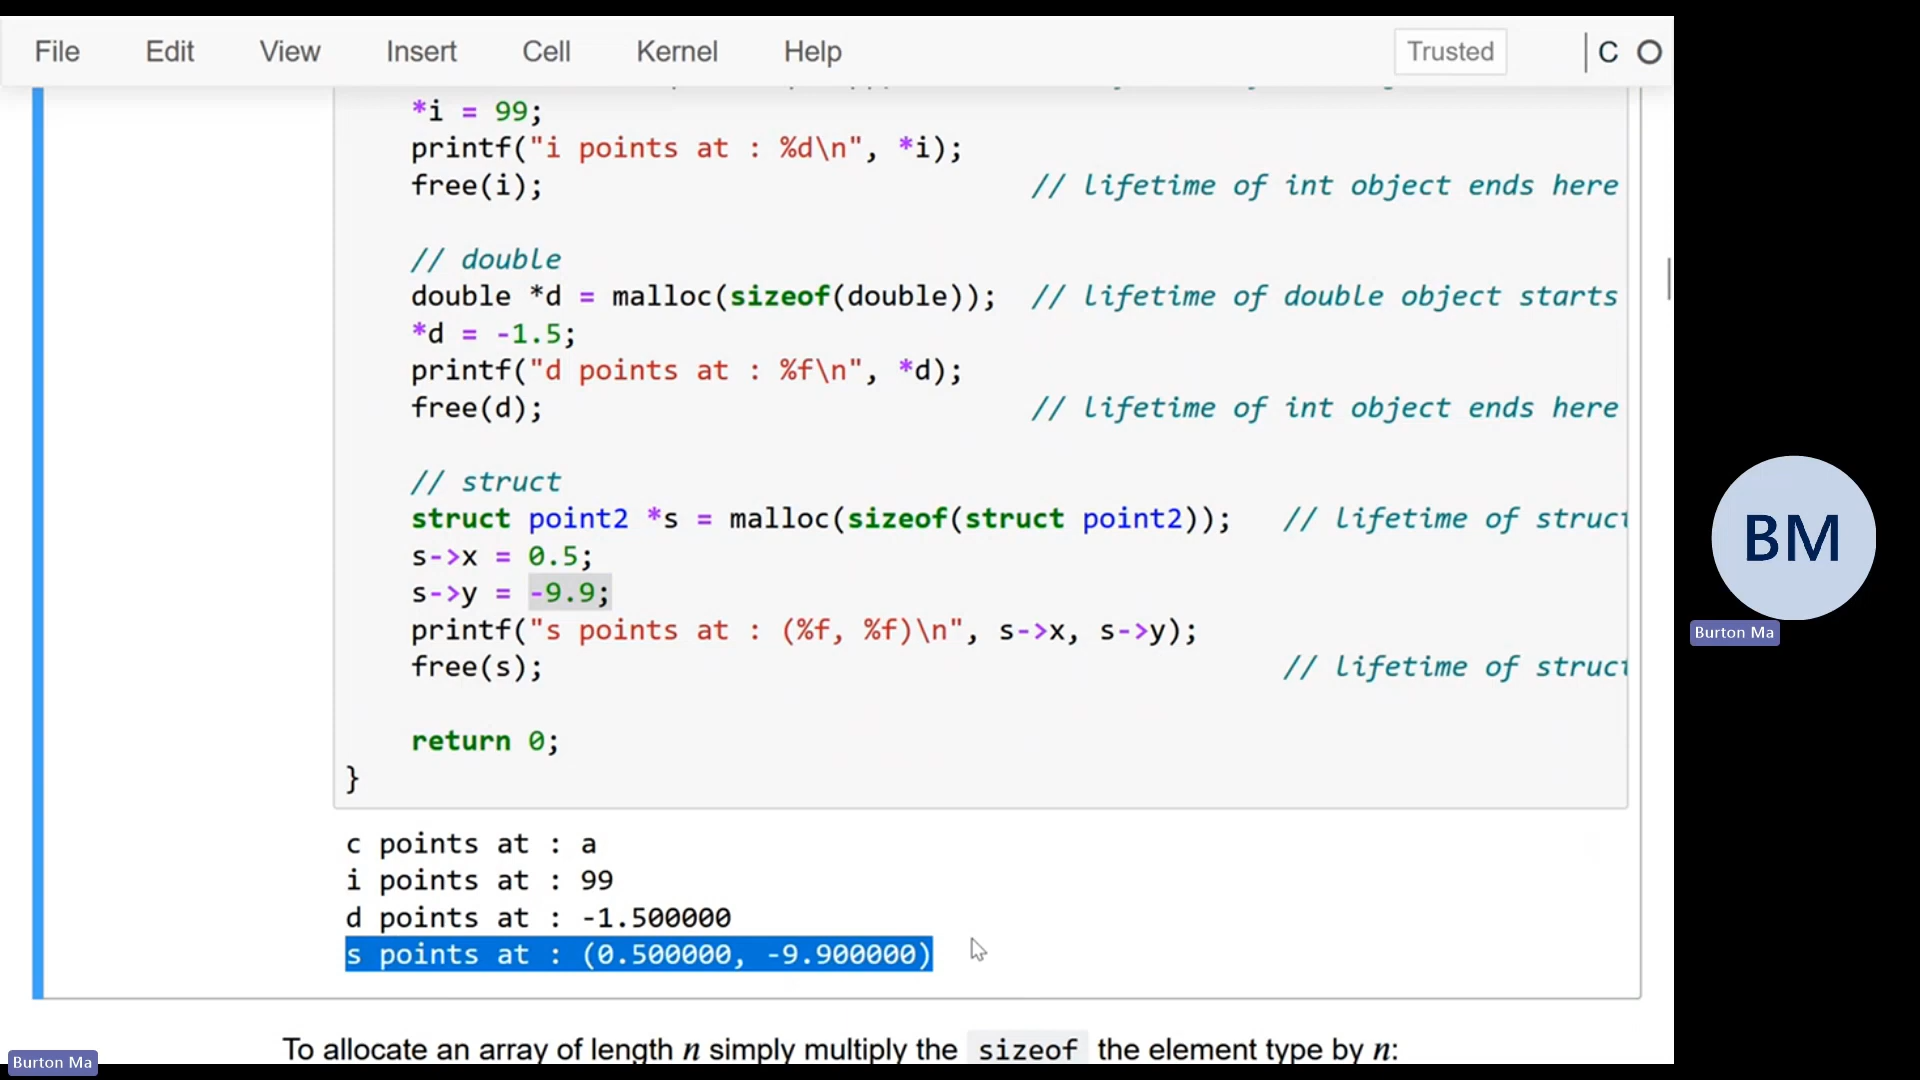 File Edit View Insert Cell Kernel Help Trusted C
*i = 99;
printf("i points at : %d\n", *i);
free(i); // lifetime of int object ends here
// double
double *d = malloc(sizeof(double)); // lifetime of double object starts
*d = -1.5;
printf("d points at : %f\n", *d);
free(d); // lifetime of int object ends here
// struct
struct point2 *s = malloc(sizeof(struct point2)); // lifetime of struct
s->x = 0.5;
s->y = -9.9;
printf("s points at : (%f, %f)\n", s->x, s->y);
free(s); // lifetime of struct
return 0;
}
c points at : a
i points at : 99
d points at : -1.500000
s points at : (0.500000, -9.900000)
To allocate an array of length n simply multiply the sizeof the element type by n:
BM
Burton Ma
Burton Ma